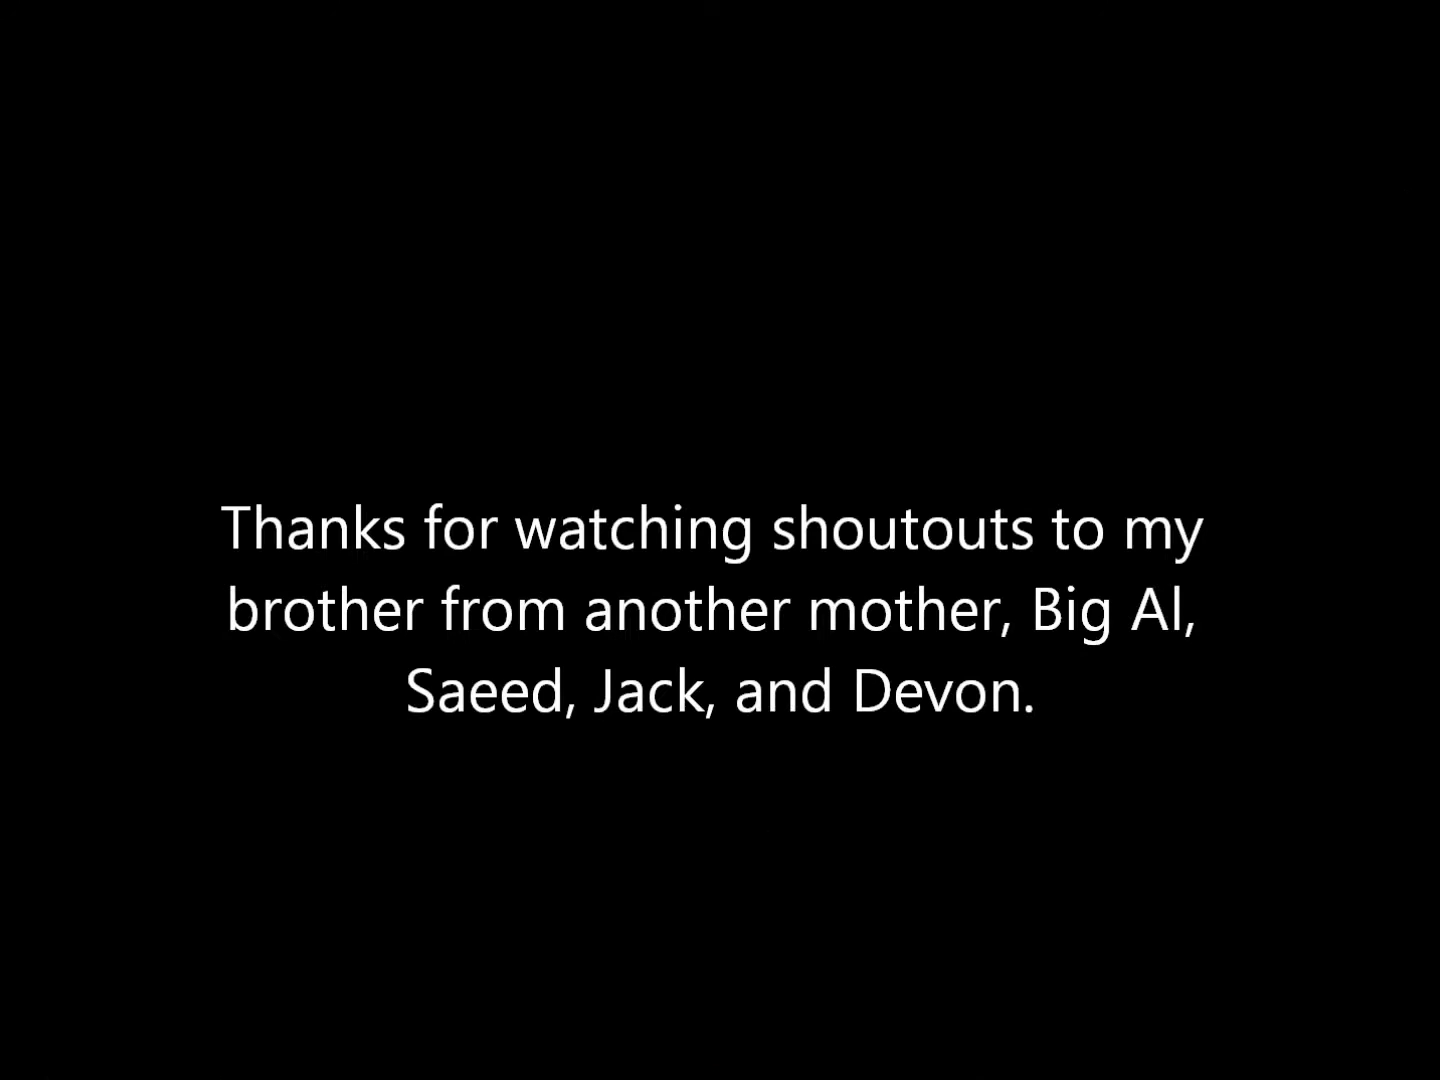 Thanks for watching shoutouts to my
brother from another mother, Big Al,
Saeed, Jack, and Devon.